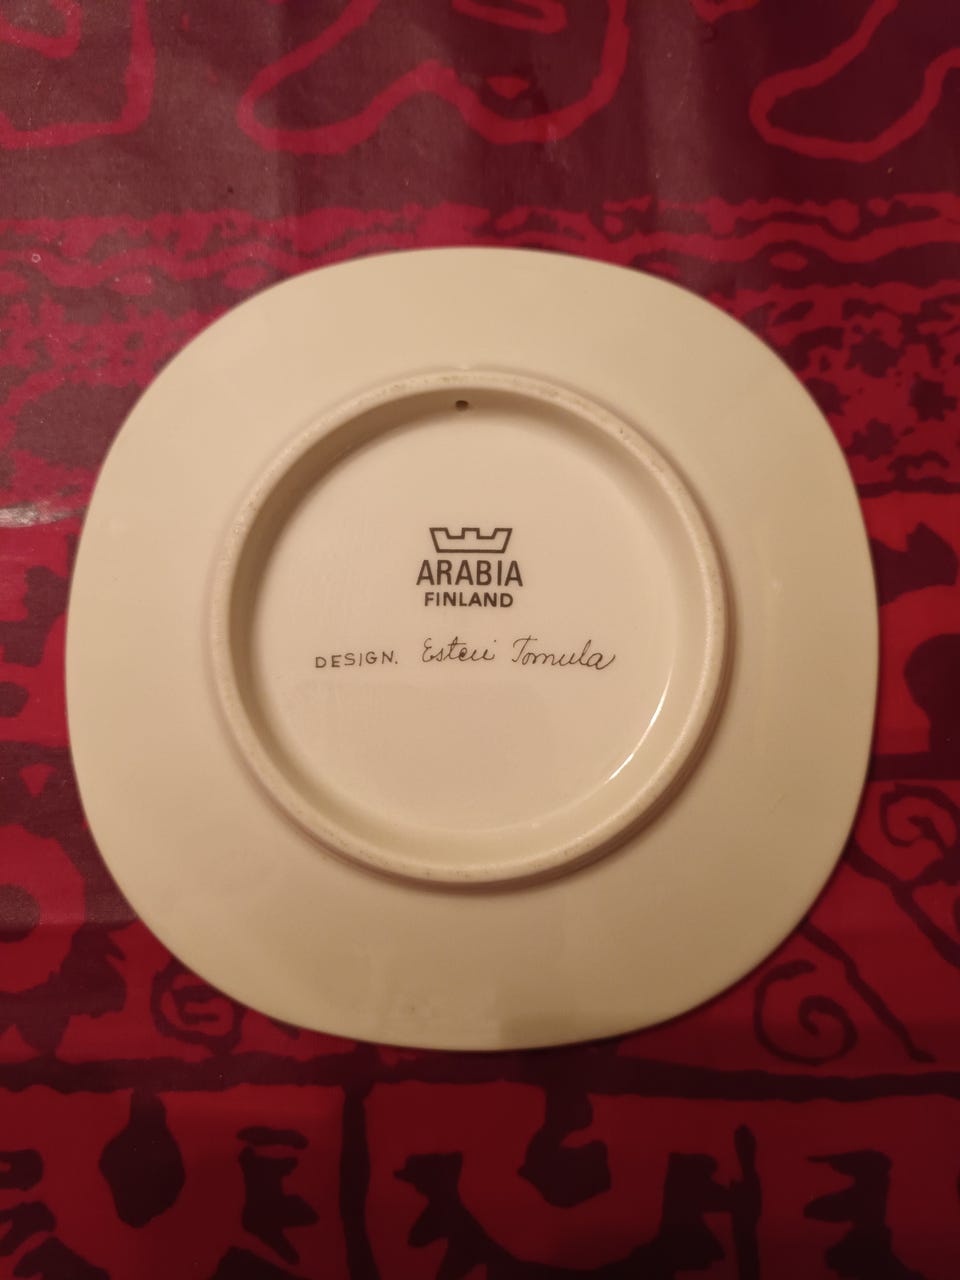 ARABIA
FINLAND
DESIGN. Esteri Tomula